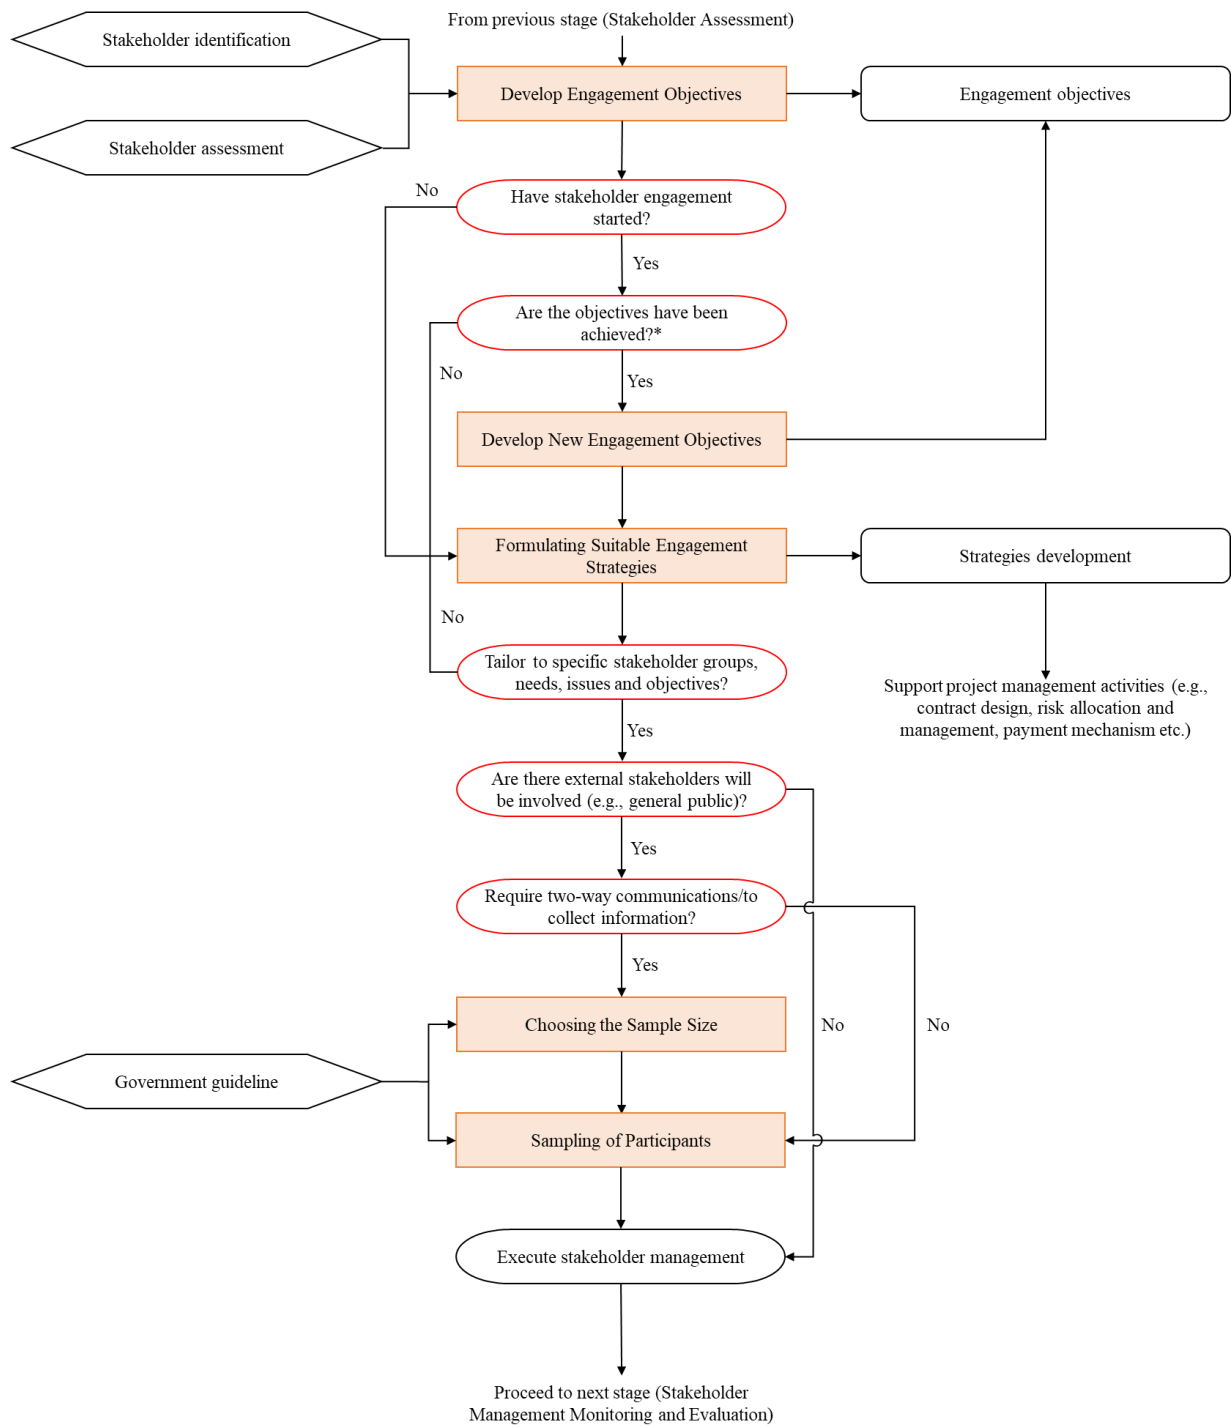 From previous stage (Stakeholder Assessment)
Stakeholder identification
Develop Engagement Objectives
Engagement objectives
Stakeholder assessment
No
Have stakeholder engagement
started?
Yes
Are the objectives have been
achieved?*
No
Yes
Develop New Engagement Objectives
Formulating Suitable Engagement
Strategies
Strategies development
No
Tailor to specific stakeholder groups,
needs, issues and objectives?
Support project management activities (e.g.,
contract design, risk allocation and
management, payment mechanism etc.)
Yes
Are there external stakeholders will
be involved (e.g., general public)?
Yes
Require two-way communications/to
collect information?
Yes
Choosing the Sample Size
No
No
Government guideline
Sampling of Participants
Execute stakeholder management
Proceed to next stage (Stakeholder
Management Monitoring and Evaluation)